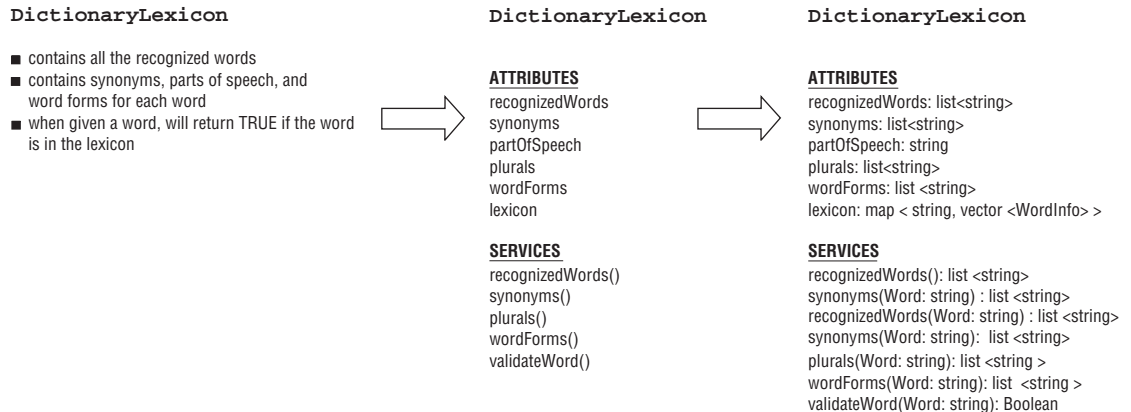 DictionaryLexicon
■ contains all the recognized words
■ contains synonyms, parts of speech, and
word forms for each word
■ when given a word, will return TRUE if the word
is in the lexicon
DictionaryLexicon
ATTRIBUTES
recognizedWords
synonyms
partOfSpeech
plurals
wordForms
lexicon
SERVICES
recognizedWords()
synonyms()
plurals()
wordForms()
validateWord()
DictionaryLexicon
ATTRIBUTES
recognizedWords: list<string>
synonyms: list<string>
partOfSpeech: string
plurals: list<string>
wordForms: list <string>
lexicon: map < string, vector <WordInfo> >
SERVICES
recognizedWords(): list <string>
synonyms(Word: string) : list <string>
recognizedWords(Word: string) : list <string>
synonyms(Word: string): list <string>
plurals(Word: string): list <string >
wordForms(Word: string): list <string >
validateWord(Word: string): Boolean